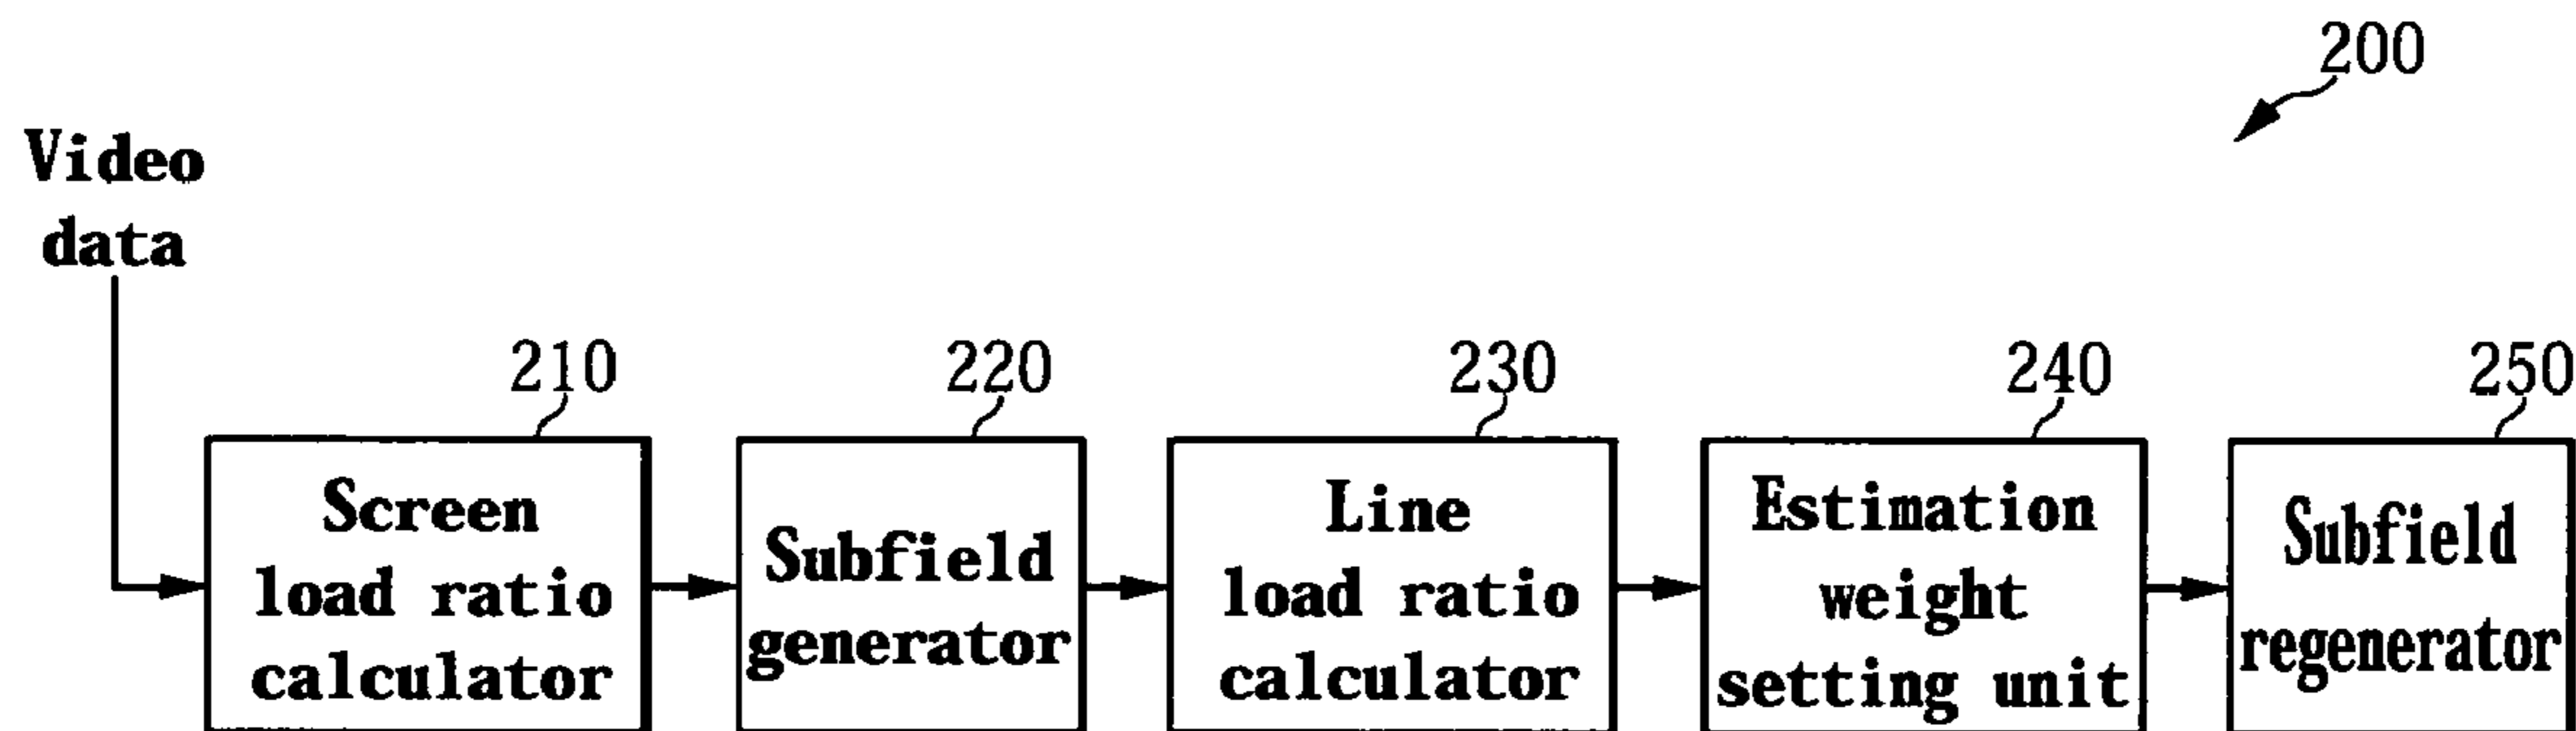 200
Video
data
210
220
230
240
250
Screen
load ratio
calculator
Subfield
generator
Line
load ratio
calculator
Estimation
weight
setting unit
Subfield
regenerator